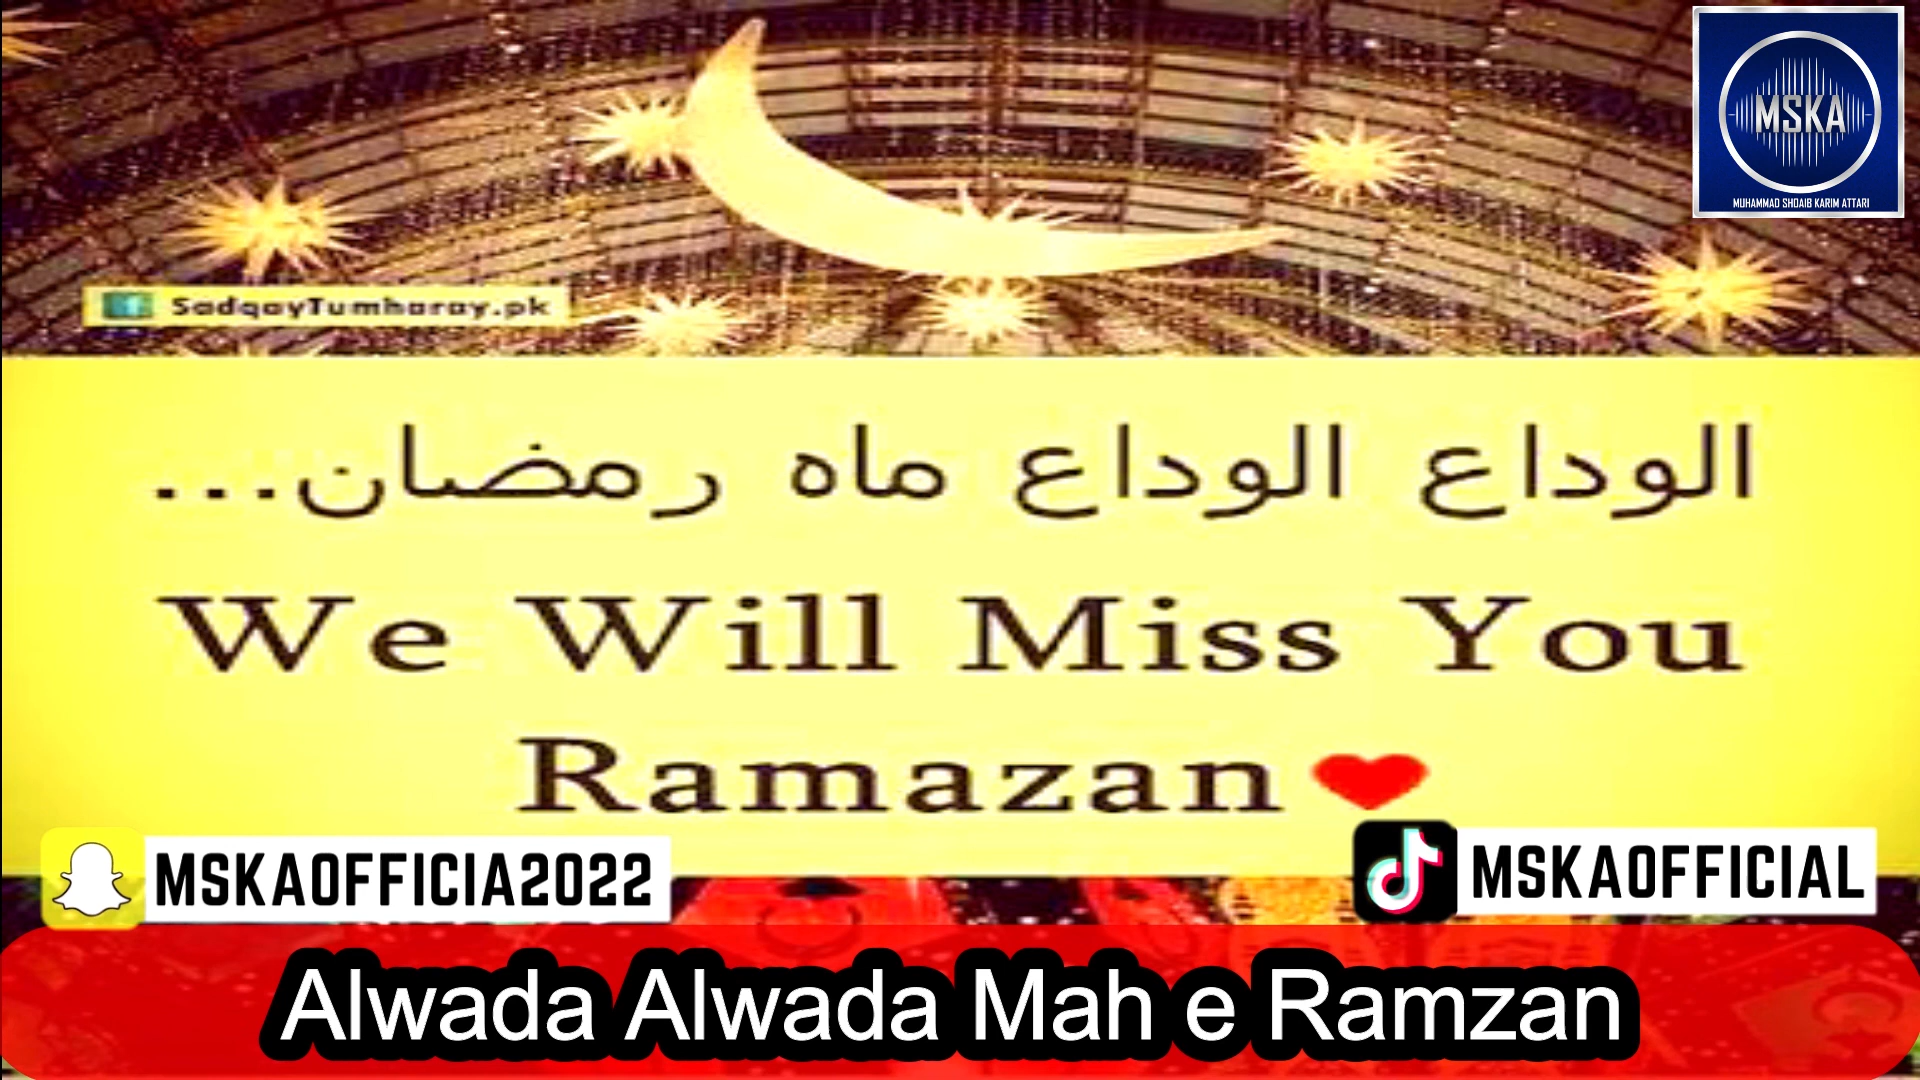 MSKA
MUHAMMAD SHOAIB KARIM ATTARI
SadqayTumharay.pk
الوداع الوداع ماہ رمضان...
We Will Miss You
Ramazan❤
MSKAOFFICIA2022
MSKAOFFICIAL
Alwada Alwada Mah e Ramzan